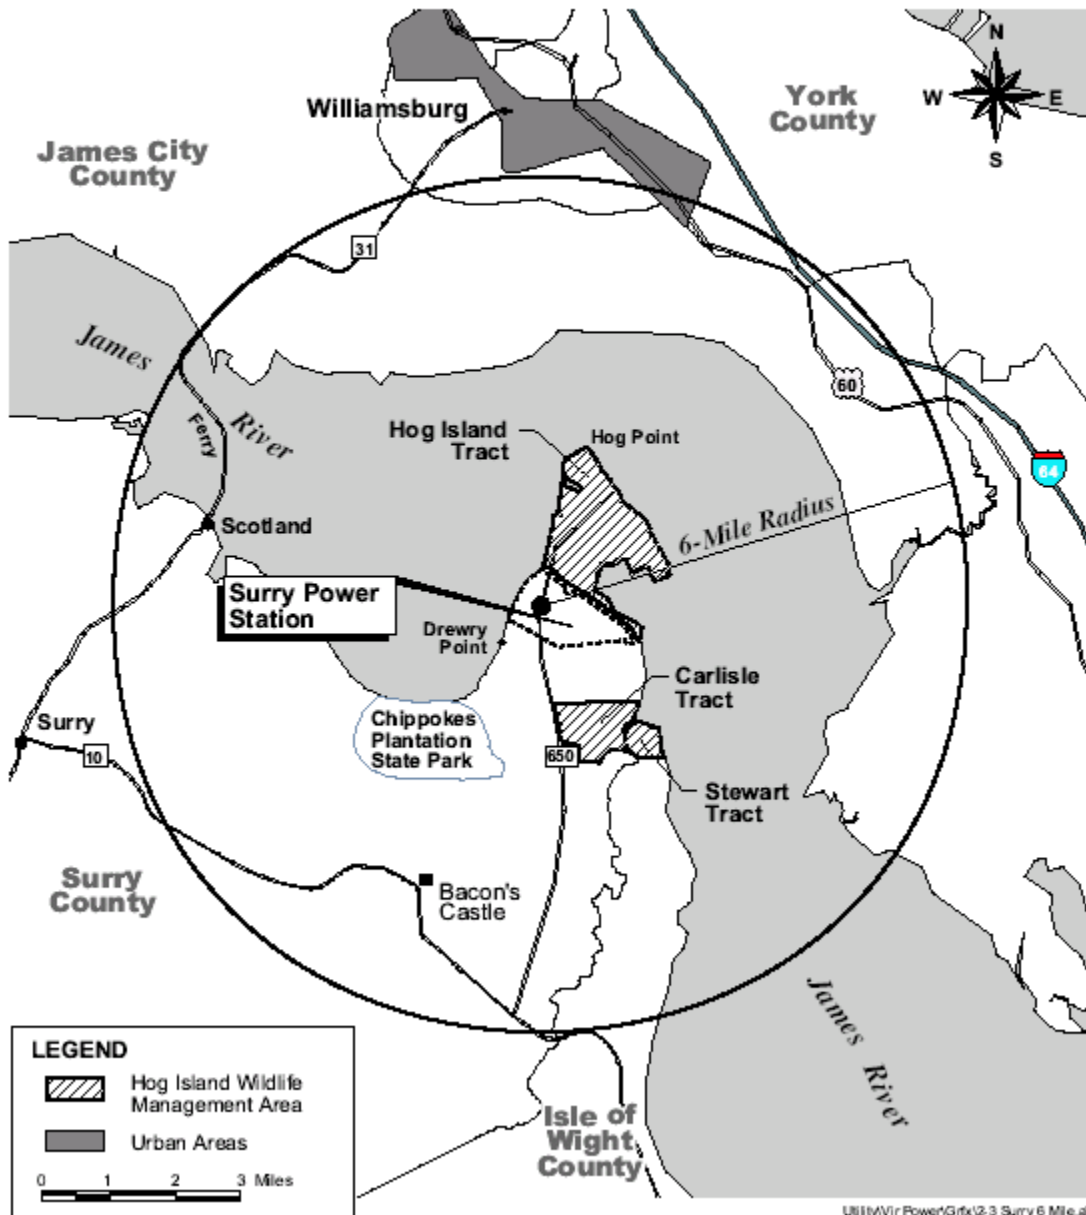 N
W
E
S
Williamsburg
York
County
James City
County
31
James
River
Ferry
60
Hog Island
Tract
Hog Point
64
6-Mile Radius
Scotland
Surry Power
Station
Drewry
Point
Carlisle
Tract
Chippokes
Plantation
State Park
Surry
10
650
Stewart
Tract
Surry
County
Bacon's
Castle
James
River
Isle of
Wight
County
LEGEND
Hog Island Wildlife
Management Area
Urban Areas
0 1 2 3 Miles